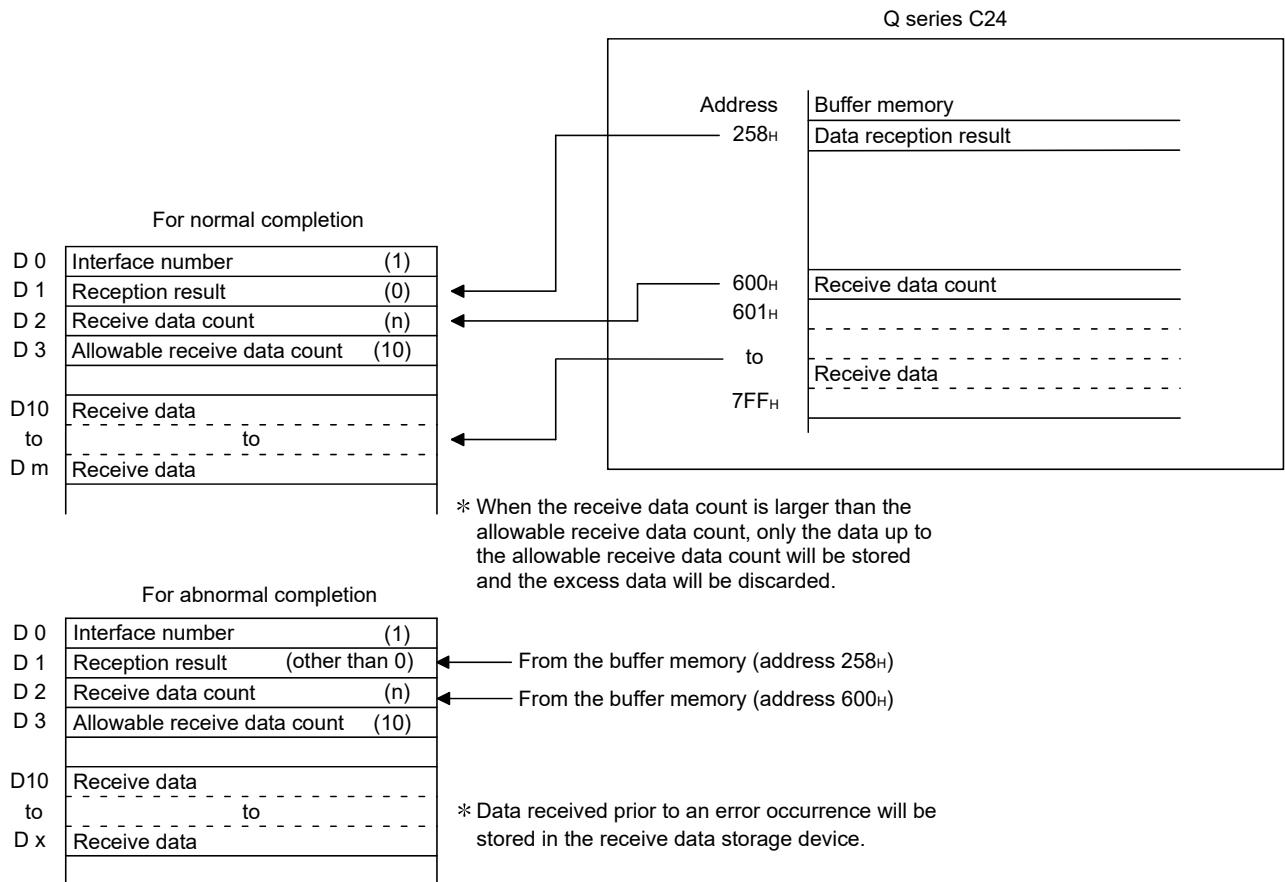 Q series C24
Address Buffer memory
258H Data reception result
For normal completion
D 0 Interface number (1)
D 1 Reception result (0)
D 2 Receive data count (n)
D 3 Allowable receive data count (10)
D10 Receive data
to to
D m Receive data
600H Receive data count
601H
to
Receive data
7FFH
* When the receive data count is larger than the
allowable receive data count, only the data up to
the allowable receive data count will be stored
and the excess data will be discarded.
For abnormal completion
D 0 Interface number (1)
D 1 Reception result (other than 0) From the buffer memory (address 258H)
D 2 Receive data count (n) From the buffer memory (address 600H)
D 3 Allowable receive data count (10)
D10 Receive data
to to
D x Receive data
* Data received prior to an error occurrence will be
stored in the receive data storage device.